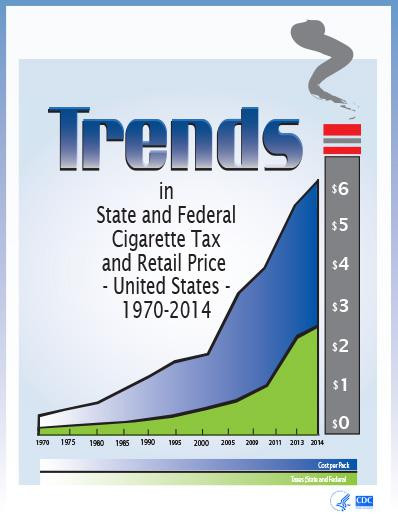 Trends
in
State and Federal
Cigarette Tax
and Retail Price
- United States -
1970-2014
$6
$5
$4
$3
$2
$1
$0
1970 1975 1980 1985 1990 1995 2000 2005 2009 2011 2013 2014
Cost per Pack
Taxes (State and Federal
CDC